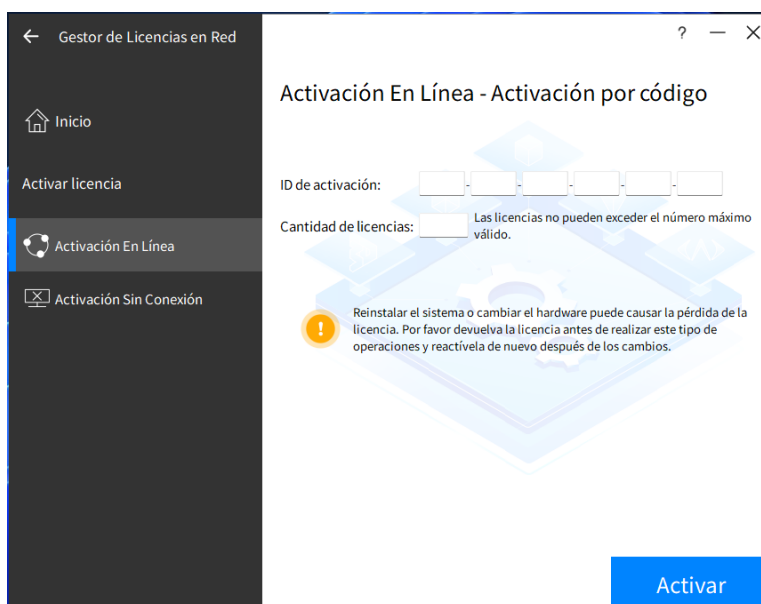 Gestor de Licencias en Red
?
Inicio
Activar licencia
Activación En Línea
Activación Sin Conexión
Activación En Línea - Activación por código
ID de activación: - - - - -
Cantidad de licencias:
Las licencias no pueden exceder el número máximo
válido.
Reinstalar el sistema o cambiar el hardware puede causar la pérdida de la
licencia. Por favor devuelva la licencia antes de realizar este tipo de
operaciones y reactívela de nuevo después de los cambios.
Activar